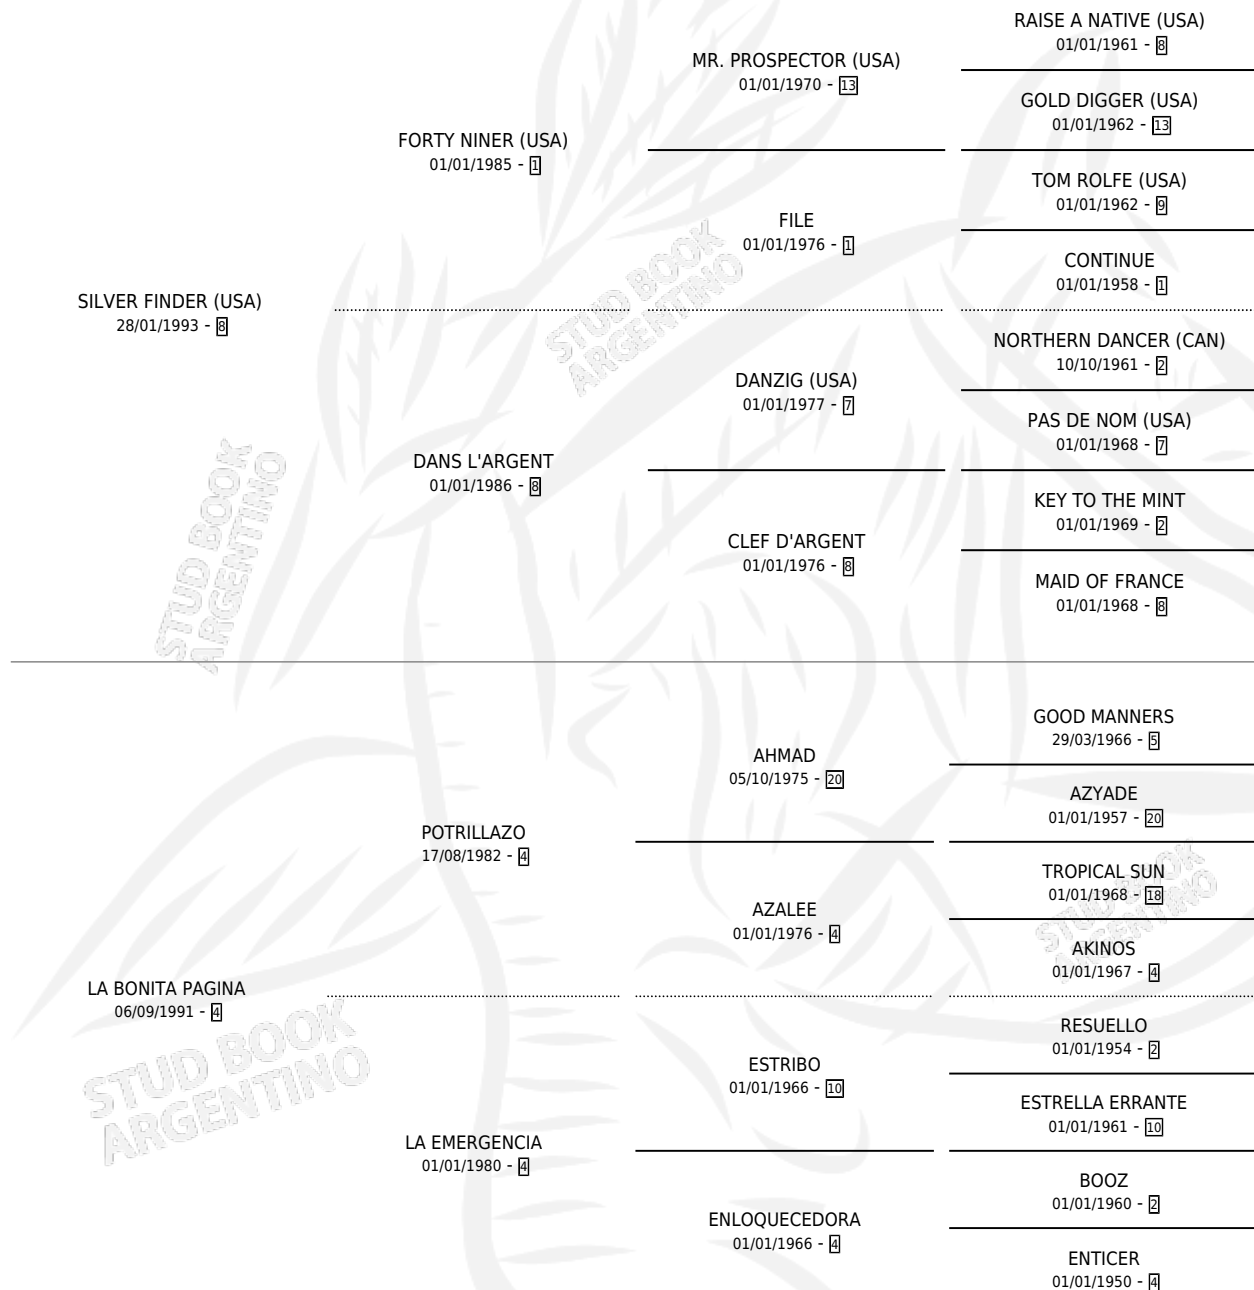 RAISE A NATIVE (USA)
01/01/1961 - 8
MR. PROSPECTOR (USA)
01/01/1970 - 13
GOLD DIGGER (USA)
01/01/1962 - 13
FORTY NINER (USA)
01/01/1985 - 1
TOM ROLFE (USA)
01/01/1962 - 9
FILE
01/01/1976 - 1
CONTINUE
01/01/1958 - 1
SILVER FINDER (USA)
28/01/1993 - 8
STUD BOOK
ARGENTINO
NORTHERN DANCER (CAN)
10/10/1961 - 2
DANZIG (USA)
01/01/1977 - 7
PAS DE NOM (USA)
01/01/1968 - 7
DANS L'ARGENT
01/01/1986 - 8
KEY TO THE MINT
01/01/1969 - 2
CLEF D'ARGENT
01/01/1976 - 8
MAID OF FRANCE
01/01/1968 - 8
STUD BOOK
ARGENTINO
GOOD MANNERS
29/03/1966 - 5
AHMAD
05/10/1975 - 20
AZYADE
01/01/1957 - 20
POTRILLAZO
17/08/1982 - 4
TROPICAL SUN
01/01/1968 - 18
AZALEE
01/01/1976 - 4
STUD BOOK
ARGENTINO
AKINOS
01/01/1967 - 4
LA BONITA PAGINA
06/09/1991 - 4
RESUELLO
01/01/1954 - 2
STUD BOOK
ARGENTINO
ESTRIBO
01/01/1966 - 10
ESTRELLA ERRANTE
01/01/1961 - 10
LA EMERGENCIA
01/01/1980 - 4
BOOZ
01/01/1960 - 2
ENLOQUECEDORA
01/01/1966 - 4
ENTICER
01/01/1950 - 4